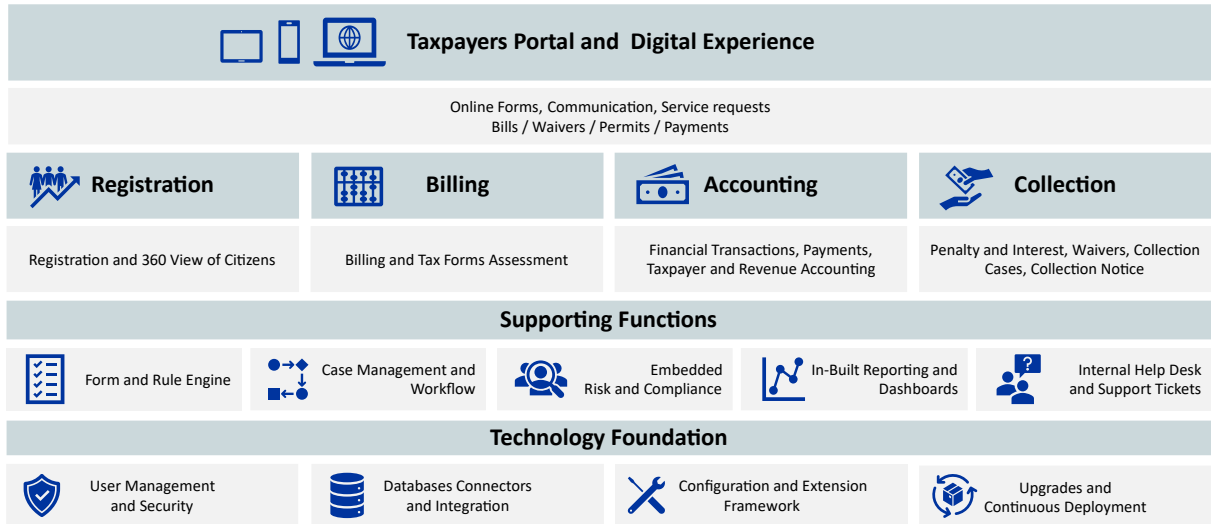 Taxpayers Portal and Digital Experience
Online Forms, Communication, Service requests
Bills / Waivers / Permits / Payments
Registration
Billing
Accounting
Collection
Registration and 360 View of Citizens
Billing and Tax Forms Assessment
Financial Transactions, Payments,
Taxpayer and Revenue Accounting
Penalty and Interest, Waivers, Collection
Cases, Collection Notice
Supporting Functions
Form and Rule Engine
Case Management and
Workflow
Embedded
Risk and Compliance
In-Built Reporting and
Dashboards
?
Internal Help Desk
and Support Tickets
Technology Foundation
User Management
and Security
Databases Connectors
and Integration
Configuration and Extension
Framework
Upgrades and
Continuous Deployment